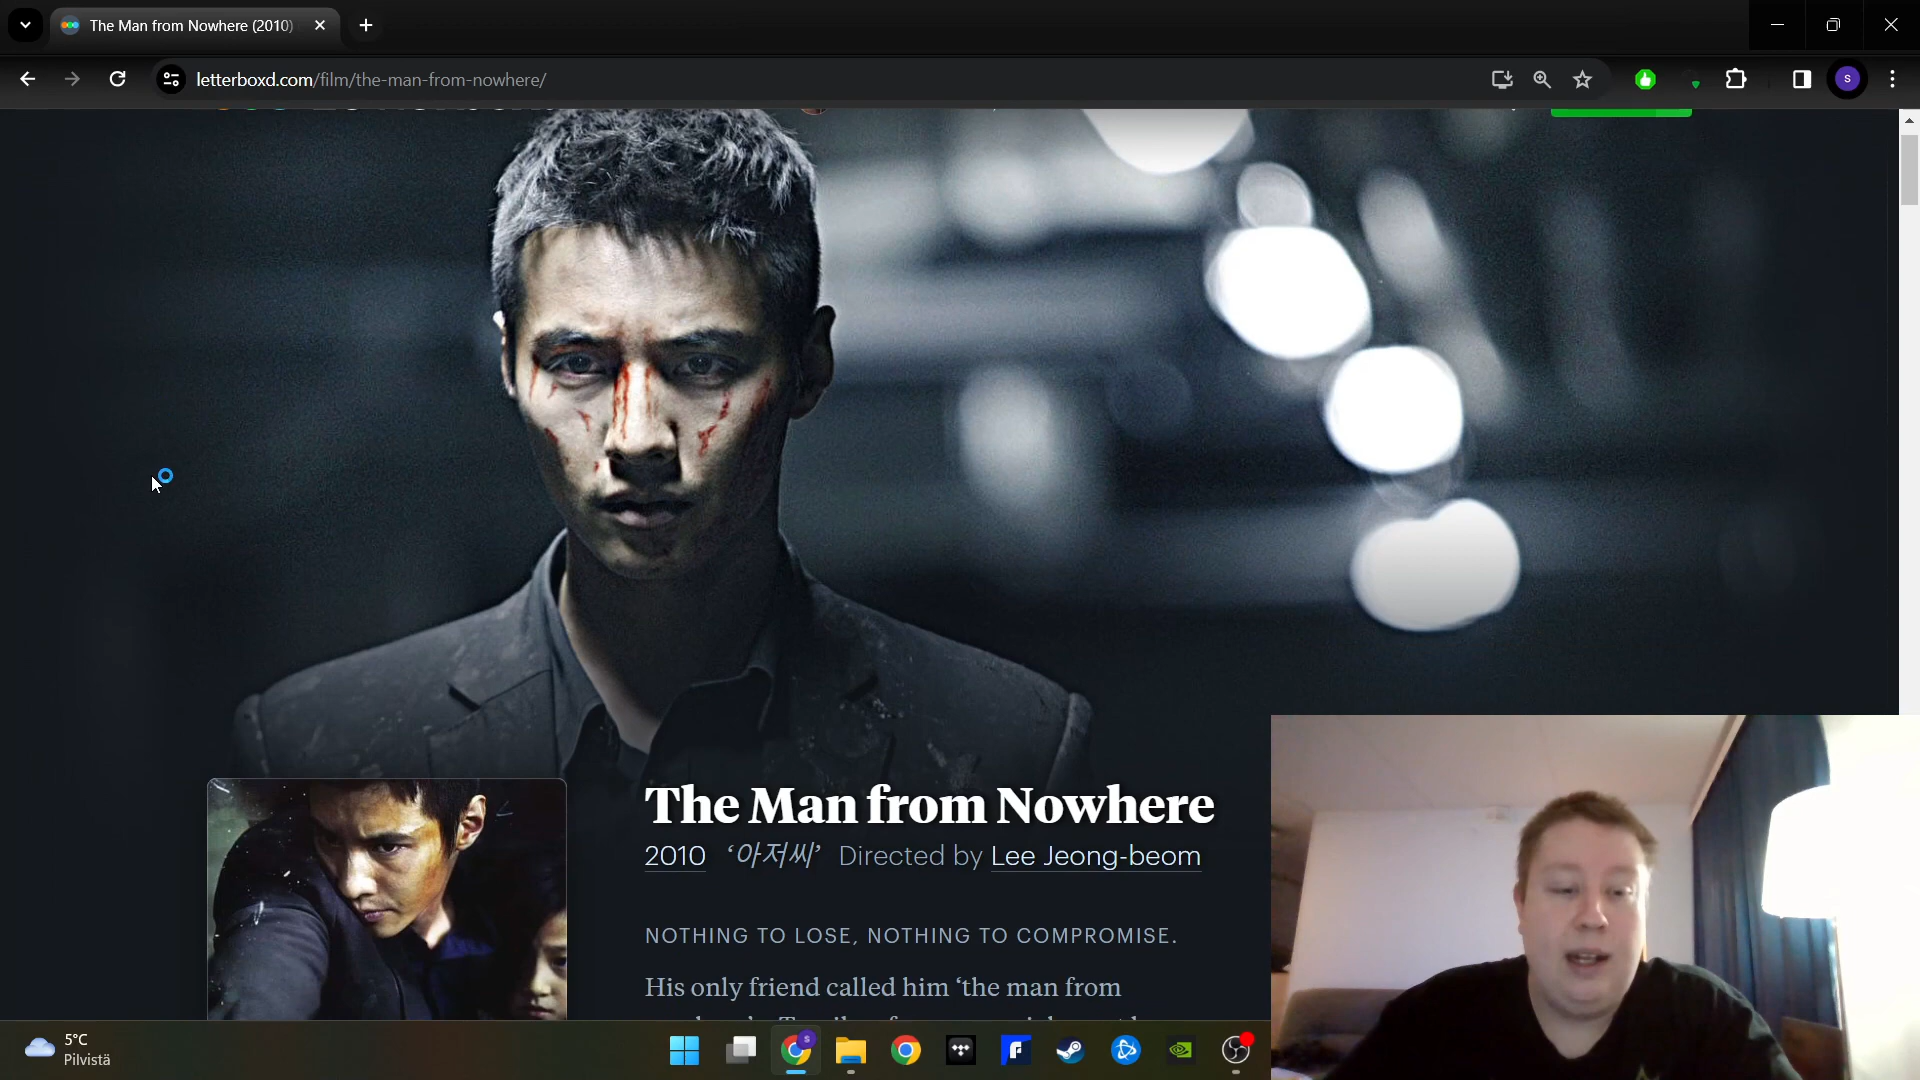 The Man from Nowhere (2010)
letterboxd.com/film/the-man-from-nowhere/
S
The Man from Nowhere
2010 ‘아저씨’ Directed by Lee Jeong-beom
NOTHING TO LOSE, NOTHING TO COMPROMISE.
His only friend called him ‘the man from
5°C
Pilvistä